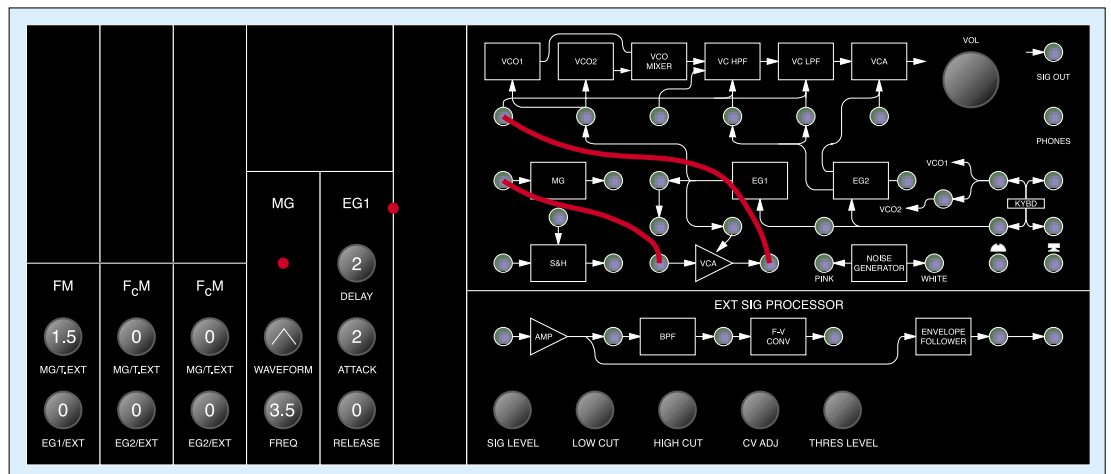 FM
1.5
MG/T.EXT
0
EG1/EXT
FCM
0
MG/T.EXT
0
EG2/EXT
FCM
0
MG/T.EXT
0
EG2/EXT
MG
WAVEFORM
3.5
FREQ
EG1
2
DELAY
2
ATTACK
0
RELEASE
VCO1
VCO2
VCO
MIXER
VC HPF
VC LPF
VCA
VOL
SIG OUT
PHONES
MG
EG1
EG2
VCO1
VCO2
KYBD
S&H
VCA
PINK
NOISE
GENERATOR
WHITE
EXT SIG PROCESSOR
AMP
BPF
F-V
CONV
ENVELOPE
FOLLOWER
SIG LEVEL
LOW CUT
HIGH CUT
CV ADJ
THRES LEVEL